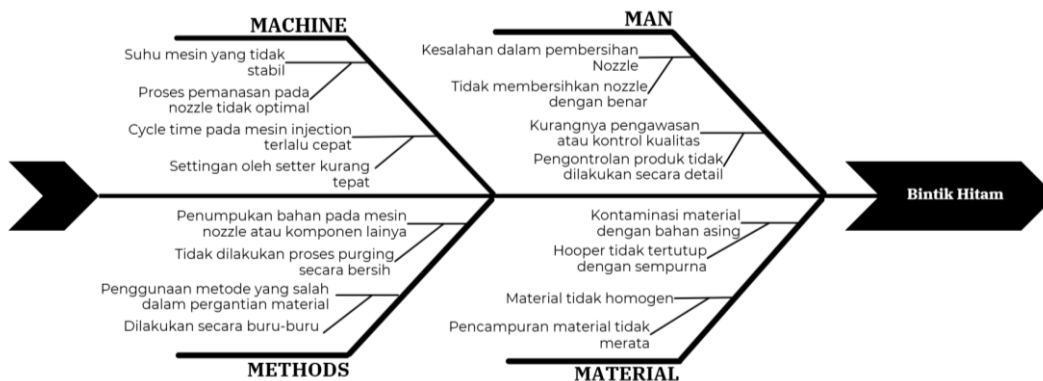 MACHINE
Suhu mesin yang tidak
stabil
Proses pemanasan pada
nozzle tidak optimal
Cycle time pada mesin injection
terlalu cepat
Settingan oleh setter kurang
tepat
MAN
Kesalahan dalam pembersihan
Nozzle
Tidak membersihkan nozzle
dengan benar
Kurangnya pengawasan
atau kontrol kualitas
Pengontrolan produk tidak
dilakukan secara detail
Bintik Hitam
Penumpukan bahan pada mesin
nozzle atau komponen lainya
Tidak dilakukan proses purging
secara bersih
Penggunaan metode yang salah
dalam pergantian material
Dilakukan secara buru-buru
METHODS
Kontaminasi material
dengan bahan asing
Hooper tidak tertutup
dengan sempurna
Material tidak homogen
Pencampuran material tidak
merata
MATERIAL